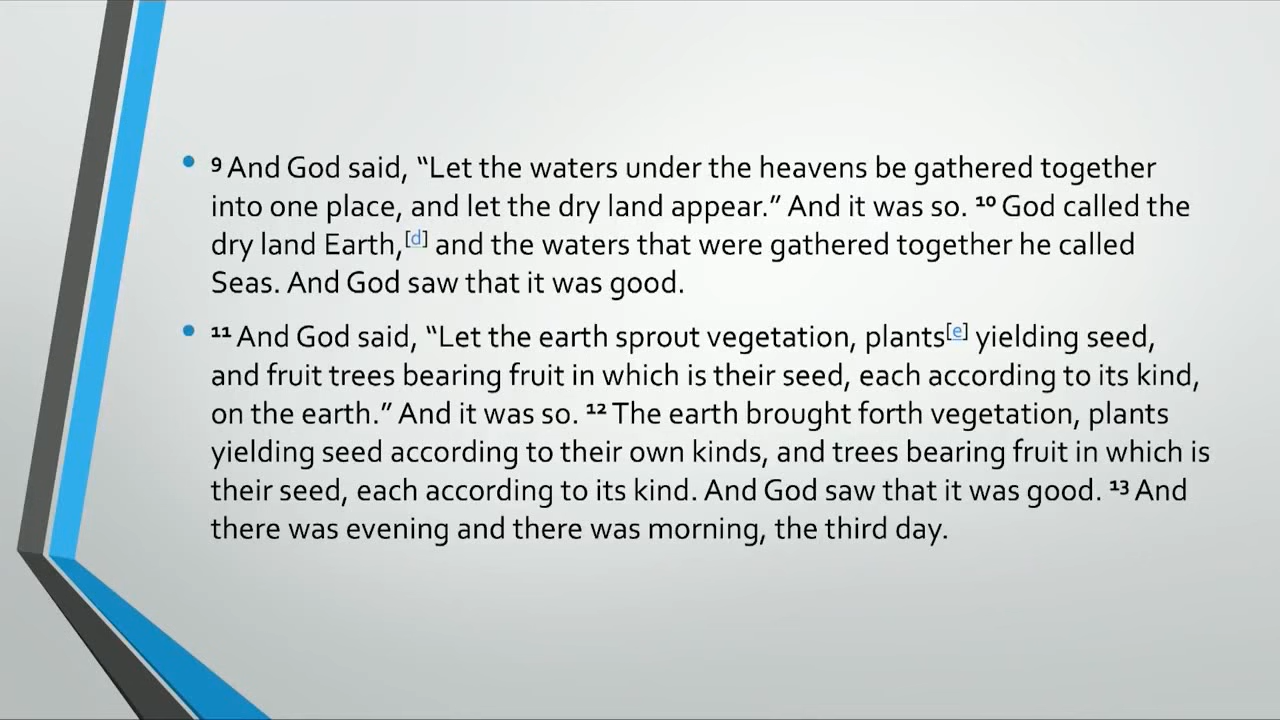 • 9 And God said, “Let the waters under the heavens be gathered together
into one place, and let the dry land appear.” And it was so. 10 God called the
dry land Earth,[d] and the waters that were gathered together he called
Seas. And God saw that it was good.
• 11 And God said, “Let the earth sprout vegetation, plants[e] yielding seed,
and fruit trees bearing fruit in which is their seed, each according to its kind,
on the earth.” And it was so. 12 The earth brought forth vegetation, plants
yielding seed according to their own kinds, and trees bearing fruit in which is
their seed, each according to its kind. And God saw that it was good. 13 And
there was evening and there was morning, the third day.